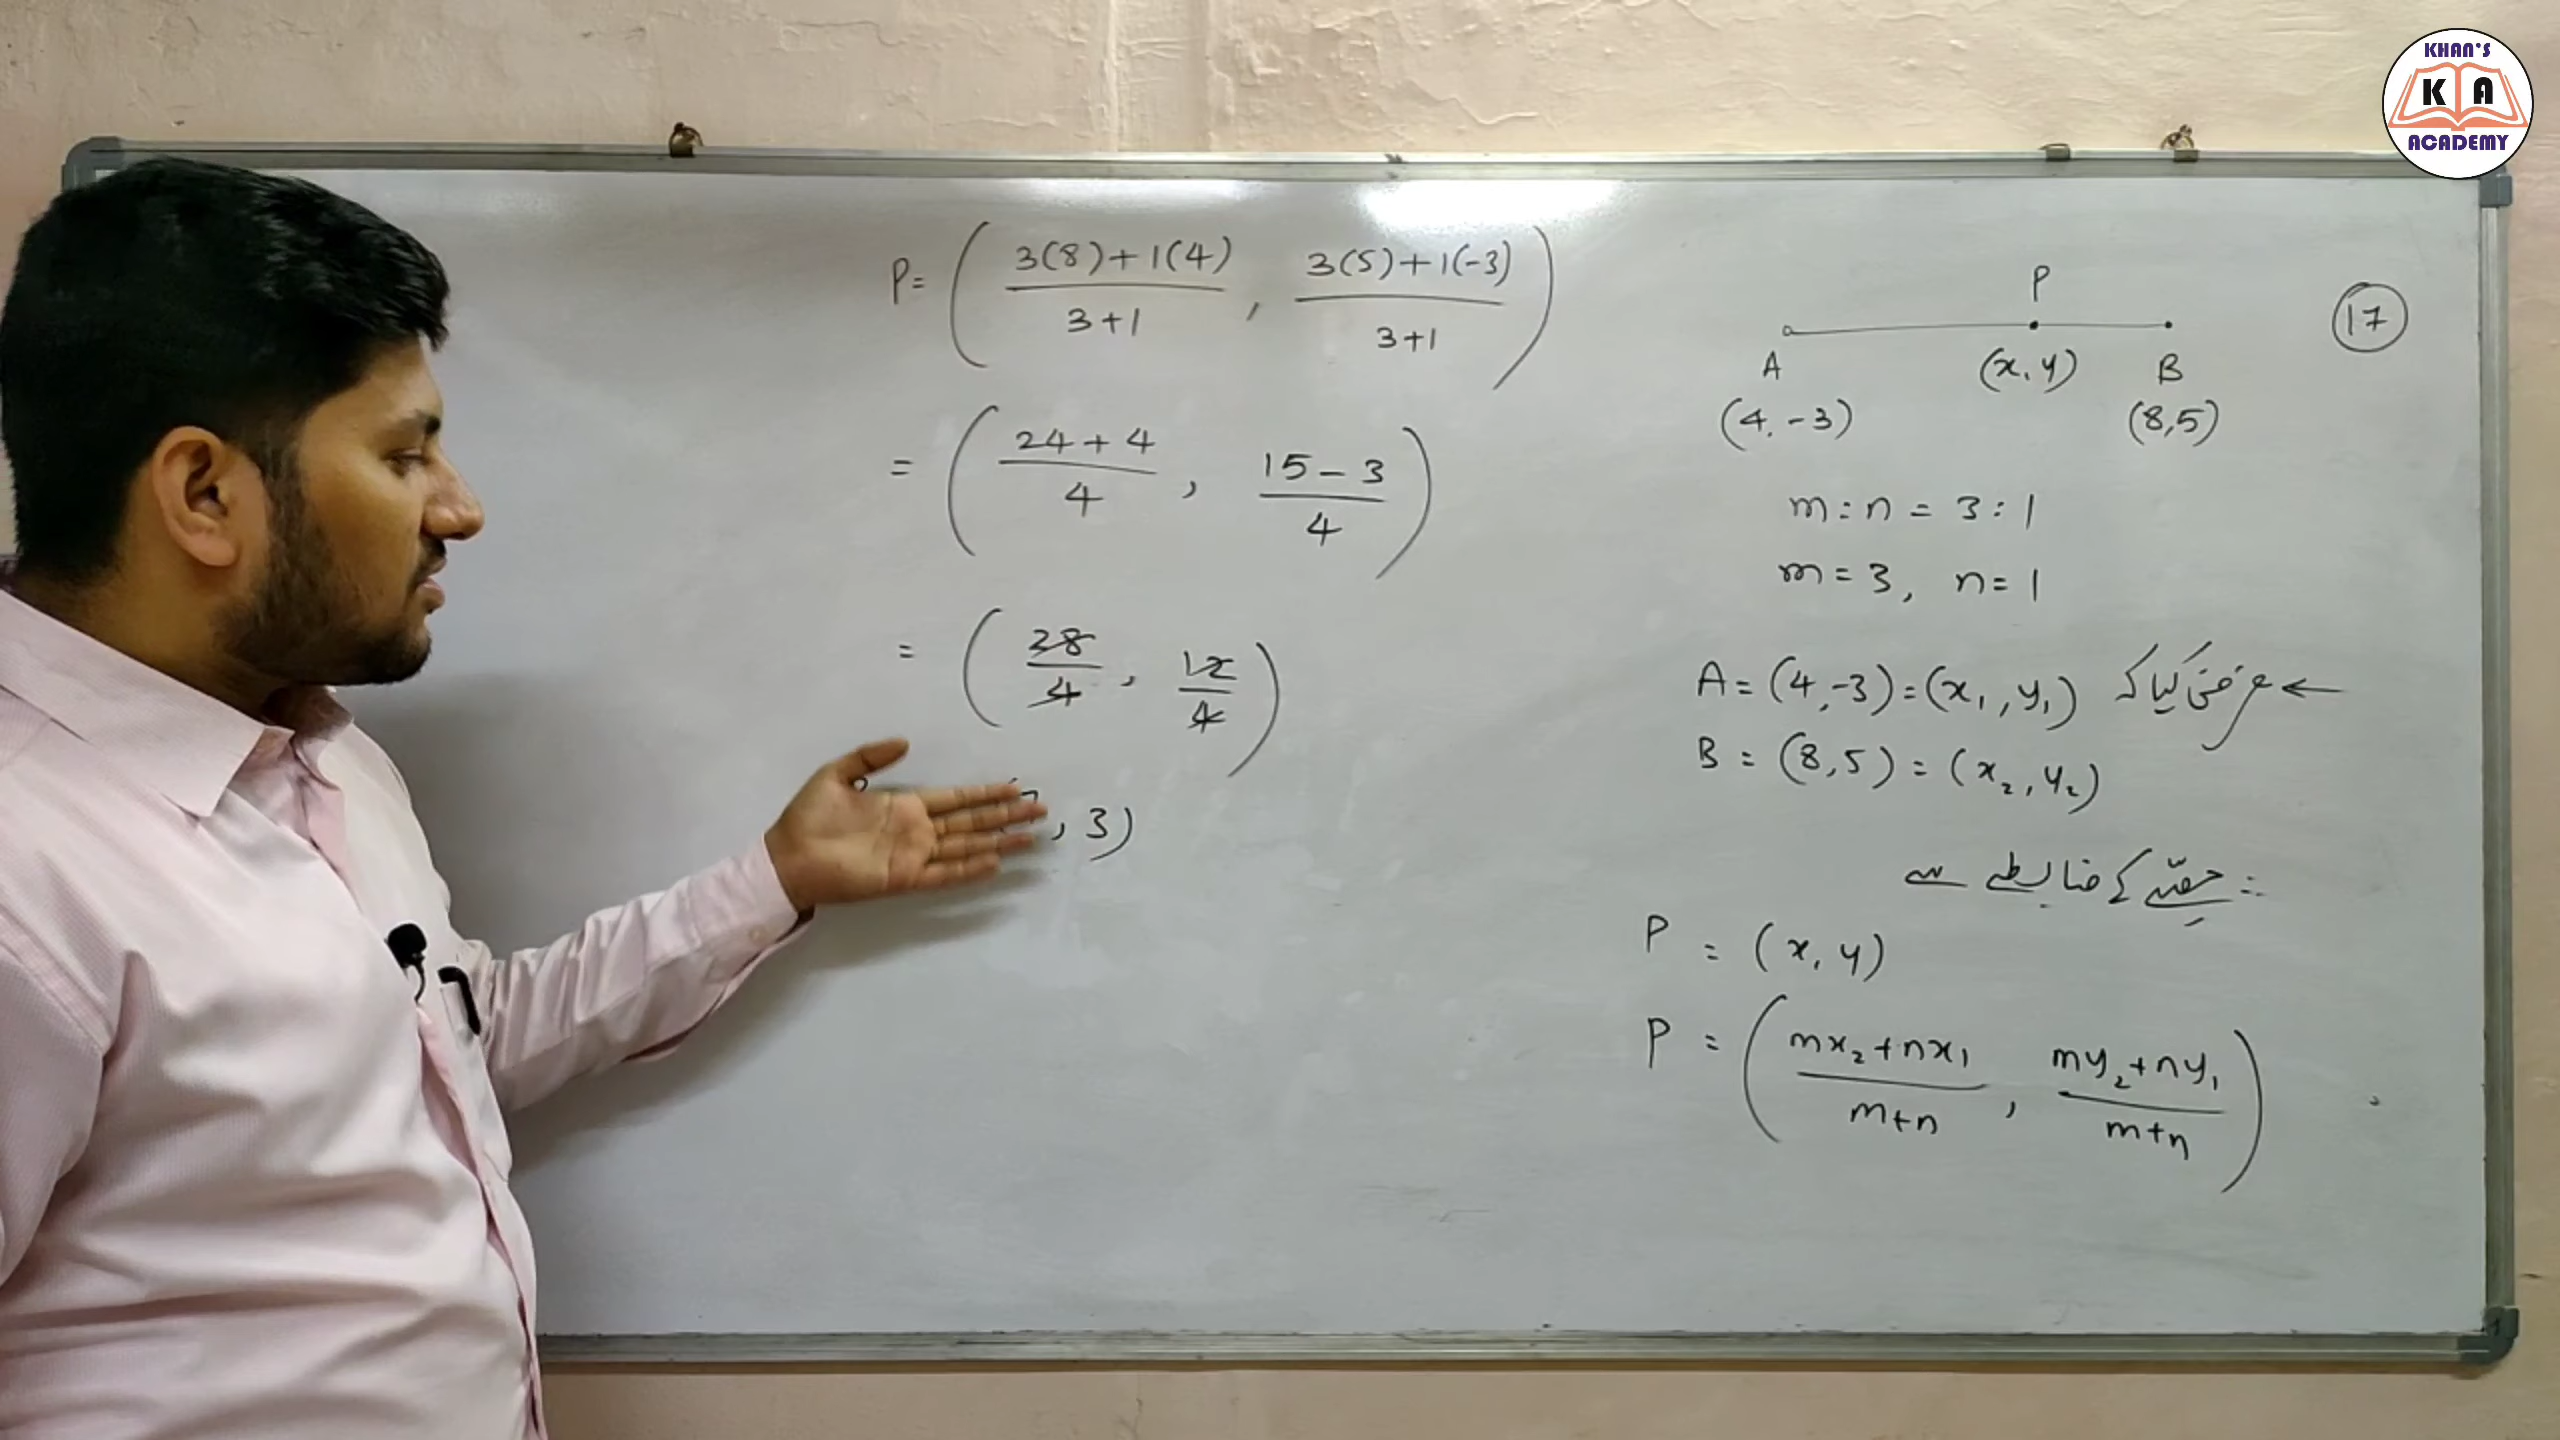 KHAN'S
K A
ACADEMY
17
P
A (x, y) B
(4, -3) (8,5)
m : n = 3 : 1
m = 3, n = 1
← فرض کیا کہ A = (4,-3) = (x₁, y₁)
B = (8,5) = (x₂, y₂)
∴ حصّے کے ضابطے سے
P = (x, y)
P = ( mx₂+nx₁ / m+n , my₂+ny₁ / m+n )
P = ( 3(8)+1(4) / 3+1 , 3(5)+1(-3) / 3+1 )
= ( 24+4 / 4 , 15-3 / 4 )
= ( 28 / 4 , 12 / 4 )
, 3)